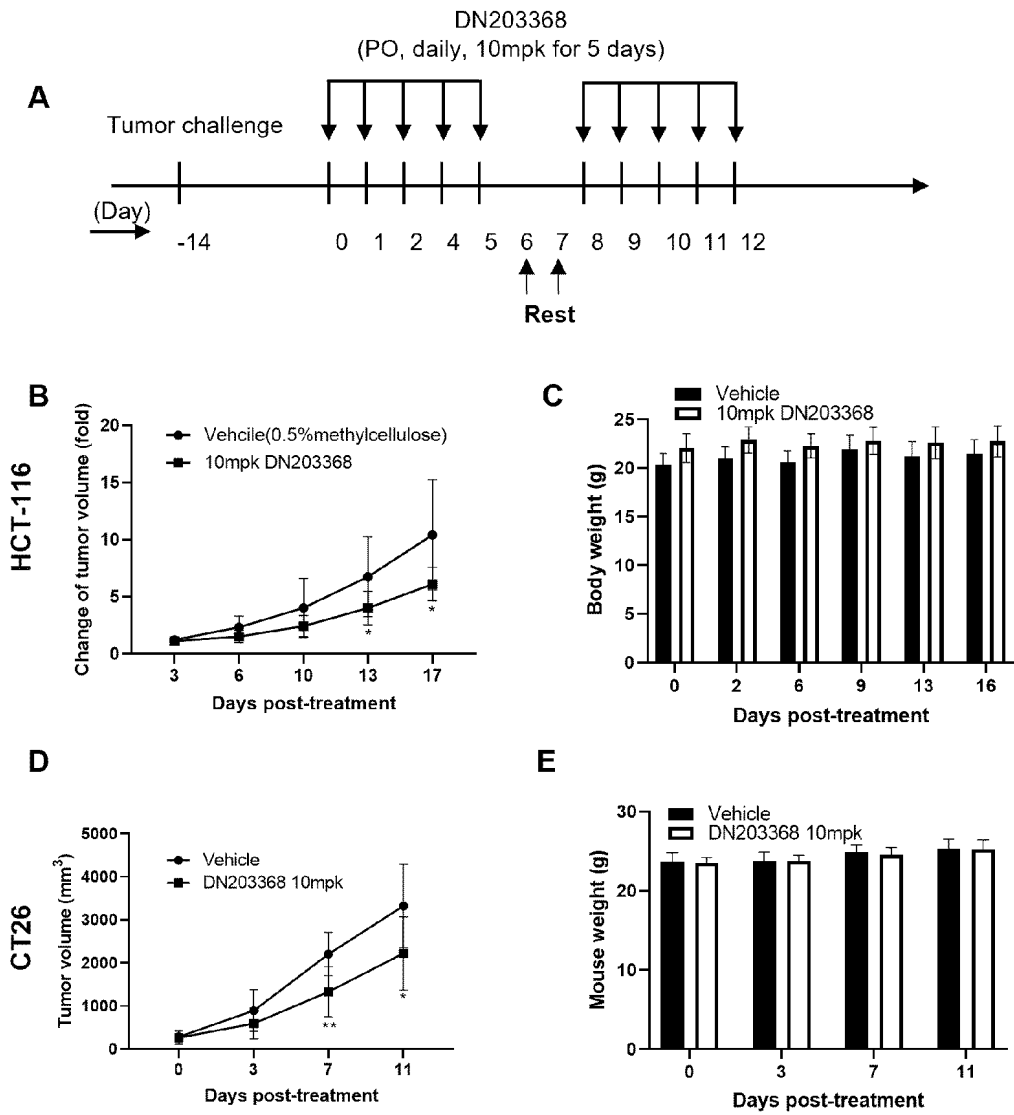 DN203368
(PO, daily, 10mpk for 5 days)
A
Tumor challenge
(Day)
-14 0 1 2 4 5 6 7 8 9 10 11 12
Rest
HCT-116
B
Change of tumor volume (fold)
20
15
10
5
0
Vehcile(0.5%methylcellulose)
10mpk DN203368
*
*
3 6 10 13 17
Days post-treatment
C
Body weight (g)
Vehicle
10mpk DN203368
25
20
15
10
5
0
0 2 6 9 13 16
Days post-treatment
CT26
D
Tumor volume (mm³)
5000
4000
3000
2000
1000
0
Vehicle
DN203368 10mpk
**
*
0 3 7 11
Days post-treatment
E
Mouse weight (g)
30
20
10
0
Vehicle
DN203368 10mpk
0 3 7 11
Days post-treatment